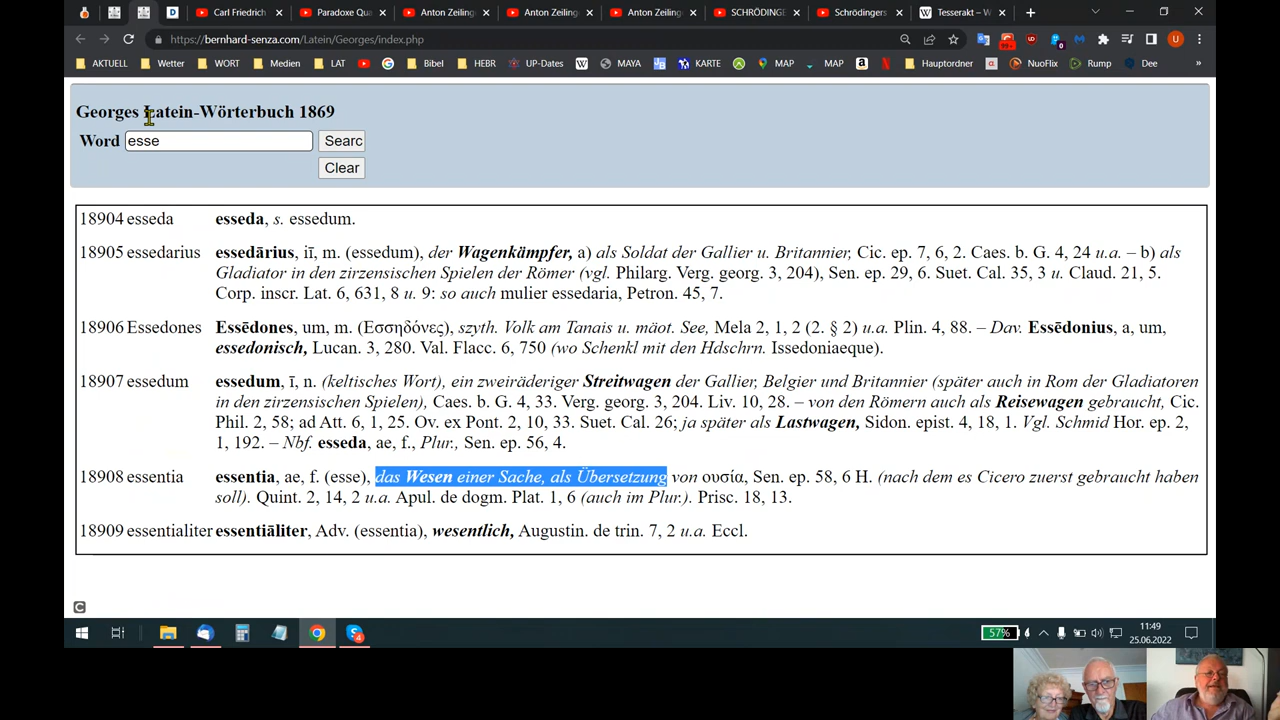 Carl Friedrich
Paradoxe Qua
Anton Zeiling
Anton Zeiling
Anton Zeiling
SCHRÖDINGE
Schrödingers
Tesserakt – W
https://bernhard-senza.com/Latein/Georges/index.php
AKTUELL Wetter WORT Medien LAT Bibel HEBR UP-Dates MAYA KARTE MAP MAP Hauptordner NuoFlix Rump Dee »
Georges Latein-Wörterbuch 1869
Word esse Searc
Clear
18904 esseda esseda, s. essedum.
18905 essedarius essedārius, iī, m. (essedum), der Wagenkämpfer, a) als Soldat der Gallier u. Britannier, Cic. ep. 7, 6, 2. Caes. b. G. 4, 24 u.a. – b) als
Gladiator in den zirzensischen Spielen der Römer (vgl. Philarg. Verg. georg. 3, 204), Sen. ep. 29, 6. Suet. Cal. 35, 3 u. Claud. 21, 5.
Corp. inscr. Lat. 6, 631, 8 u. 9: so auch mulier essedaria, Petron. 45, 7.
18906 Essedones Essēdones, um, m. (Εσσηδόνες), szyth. Volk am Tanais u. mäot. See, Mela 2, 1, 2 (2. § 2) u.a. Plin. 4, 88. – Dav. Essēdonius, a, um,
essedonisch, Lucan. 3, 280. Val. Flacc. 6, 750 (wo Schenkl mit den Hdschrn. Issedoniaeque).
18907 essedum essedum, ī, n. (keltisches Wort), ein zweiräderiger Streitwagen der Gallier, Belgier und Britannier (später auch in Rom der Gladiatoren
in den zirzensischen Spielen), Caes. b. G. 4, 33. Verg. georg. 3, 204. Liv. 10, 28. – von den Römern auch als Reisewagen gebraucht, Cic.
Phil. 2, 58; ad Att. 6, 1, 25. Ov. ex Pont. 2, 10, 33. Suet. Cal. 26; ja später als Lastwagen, Sidon. epist. 4, 18, 1. Vgl. Schmid Hor. ep. 2,
1, 192. – Nbf. esseda, ae, f., Plur., Sen. ep. 56, 4.
18908 essentia essentia, ae, f. (esse), das Wesen einer Sache, als Übersetzung von ουσία, Sen. ep. 58, 6 H. (nach dem es Cicero zuerst gebraucht haben
soll). Quint. 2, 14, 2 u.a. Apul. de dogm. Plat. 1, 6 (auch im Plur.). Prisc. 18, 13.
18909 essentialiter essentiāliter, Adv. (essentia), wesentlich, Augustin. de trin. 7, 2 u.a. Eccl.
57%
11:49
25.06.2022